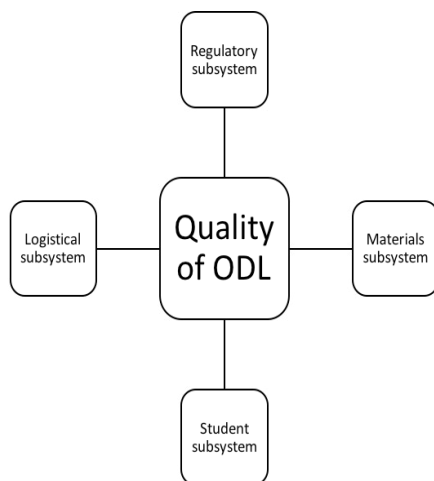 Regulatory
subsystem
Logistical
subsystem
Quality
of ODL
Materials
subsystem
Student
subsystem